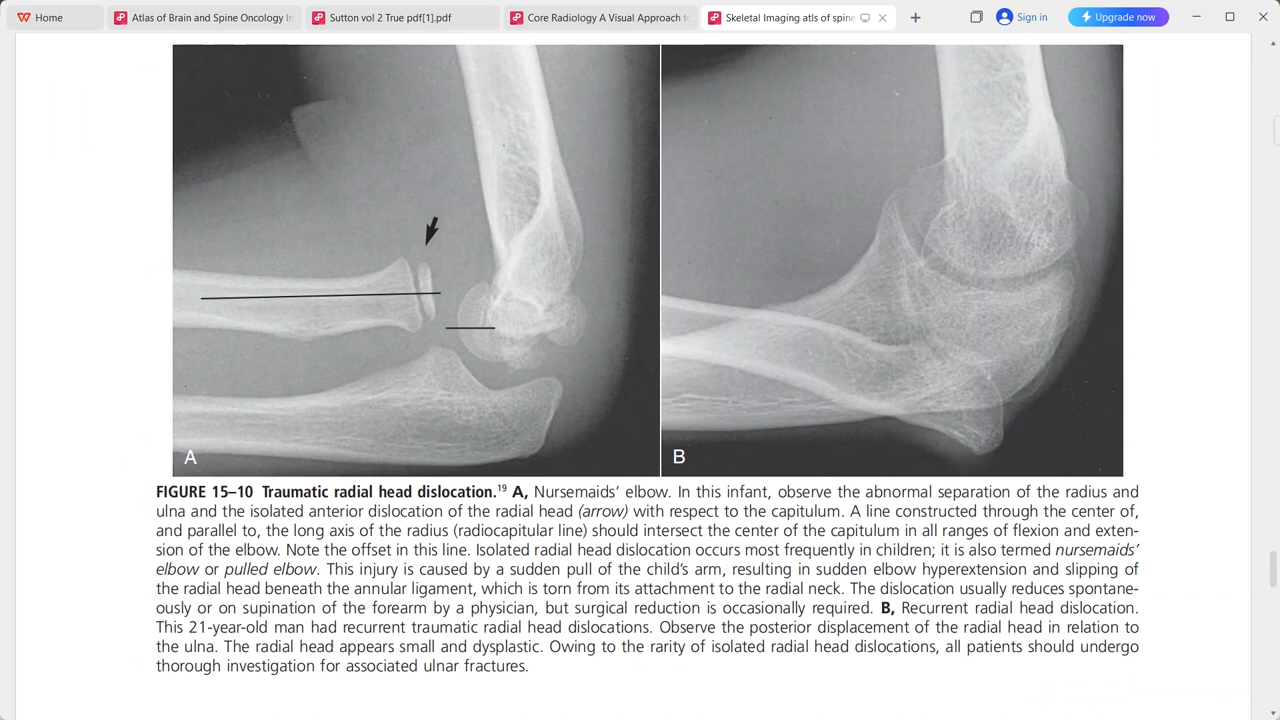 Home
Atlas of Brain and Spine Oncology I
Sutton vol 2 True pdf[1].pdf
Core Radiology A Visual Approach to
Skeletal Imaging atls of spine
Sign in
Upgrade now
A
B
FIGURE 15–10 Traumatic radial head dislocation.19 A, Nursemaids’ elbow. In this infant, observe the abnormal separation of the radius and
ulna and the isolated anterior dislocation of the radial head (arrow) with respect to the capitulum. A line constructed through the center of,
and parallel to, the long axis of the radius (radiocapitular line) should intersect the center of the capitulum in all ranges of flexion and exten-
sion of the elbow. Note the offset in this line. Isolated radial head dislocation occurs most frequently in children; it is also termed nursemaids’
elbow or pulled elbow. This injury is caused by a sudden pull of the child’s arm, resulting in sudden elbow hyperextension and slipping of
the radial head beneath the annular ligament, which is torn from its attachment to the radial neck. The dislocation usually reduces spontane-
ously or on supination of the forearm by a physician, but surgical reduction is occasionally required. B, Recurrent radial head dislocation.
This 21-year-old man had recurrent traumatic radial head dislocations. Observe the posterior displacement of the radial head in relation to
the ulna. The radial head appears small and dysplastic. Owing to the rarity of isolated radial head dislocations, all patients should undergo
thorough investigation for associated ulnar fractures.